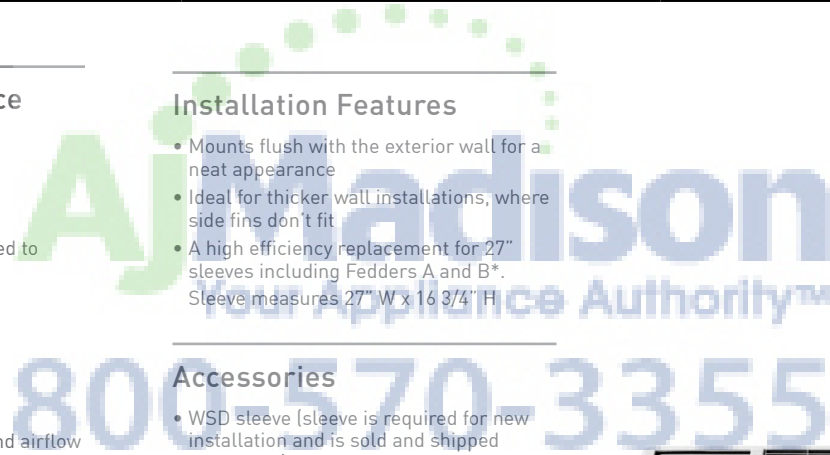 ce
ed to
nd airflow
Installation Features
• Mounts flush with the exterior wall for a
neat appearance
• Ideal for thicker wall installations, where
side fins don't fit
• A high efficiency replacement for 27"
sleeves including Fedders A and B*.
Sleeve measures 27" W x 16 3/4" H
Accessories
• WSD sleeve (sleeve is required for new
installation and is sold and shipped
AjMadison
Your Appliance Authority™
800-570-3355